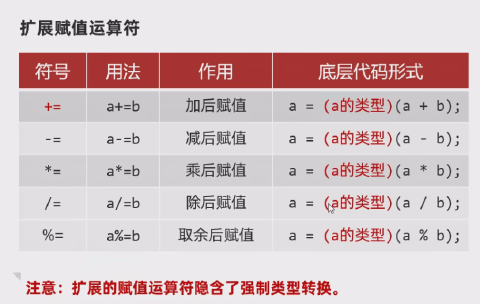 扩展赋值运算符
符号 用法 作用 底层代码形式
+= a+=b 加后赋值 a = (a的类型)(a + b);
-= a-=b 减后赋值 a = (a的类型)(a - b);
*= a*=b 乘后赋值 a = (a的类型)(a * b);
/= a/=b 除后赋值 a = (a的类型)(a / b);
%= a%=b 取余后赋值 a = (a的类型)(a % b);
注意：扩展的赋值运算符隐含了强制类型转换。